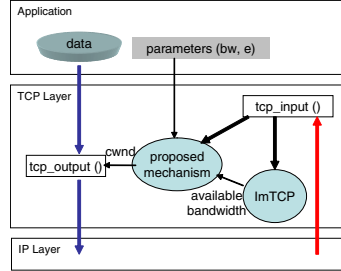 Application
data
parameters (bw, e)
TCP Layer
tcp_input ()
cwnd
proposed
mechanism
tcp_output ()
ImTCP
available
bandwidth
IP Layer